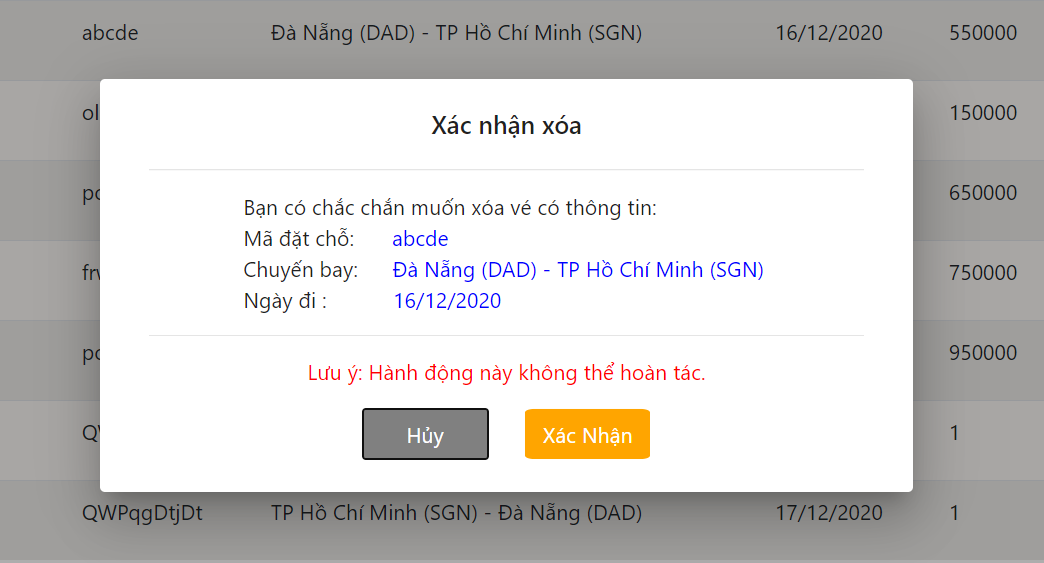 abcde Đà Nẵng (DAD) - TP Hồ Chí Minh (SGN) 16/12/2020 550000
150000
Xác nhận xóa
650000
Bạn có chắc chắn muốn xóa vé có thông tin:
Mã đặt chỗ: abcde
Chuyến bay: Đà Nẵng (DAD) - TP Hồ Chí Minh (SGN)
750000
Ngày đi : 16/12/2020
950000
Lưu ý: Hành động này không thể hoàn tác.
Hủy Xác Nhận
1
QWPqgDtjDt TP Hồ Chí Minh (SGN) - Đà Nẵng (DAD) 17/12/2020 1